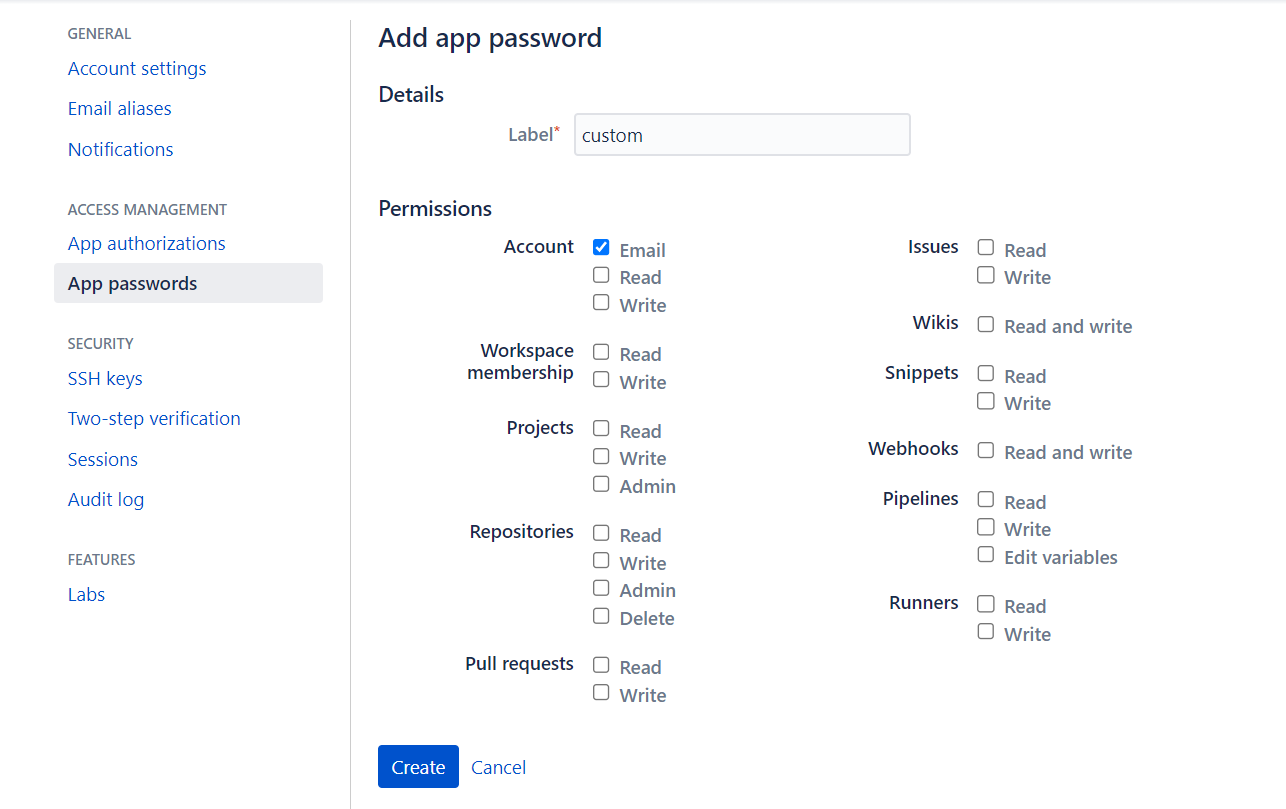 GENERAL
Account settings
Email aliases
Notifications
ACCESS MANAGEMENT
App authorizations
App passwords
SECURITY
SSH keys
Two-step verification
Sessions
Audit log
FEATURES
Labs
Add app password
Details
Label* custom
Permissions
Account Email
Read
Write
Workspace membership Read
Write
Projects Read
Write
Admin
Repositories Read
Write
Admin
Delete
Pull requests Read
Write
Issues Read
Write
Wikis Read and write
Snippets Read
Write
Webhooks Read and write
Pipelines Read
Write
Edit variables
Runners Read
Write
Create Cancel